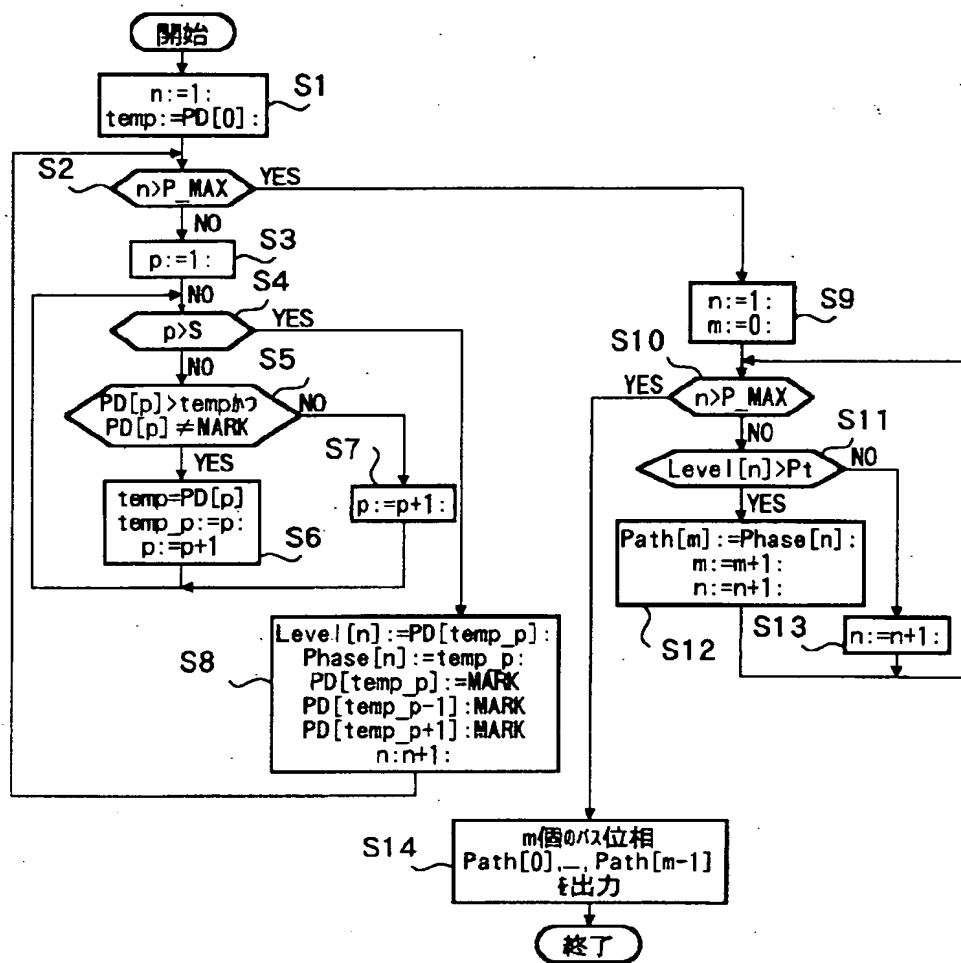 開始
S1
n:=1:
temp:=PD[0]:
S2
n>P_MAX
YES
NO
S3
p:=1:
NO
S4
p>S
YES
NO
S5
PD[p]>tempかつ
PD[p]≠MARK
NO
YES
S7
p:=p+1:
temp=PD[p]
temp_p:=p:
p:=p+1
S6
S8
Level[n]:=PD[temp_p]:
Phase[n]:=temp_p:
PD[temp_p]:=MARK
PD[temp_p-1]:MARK
PD[temp_p+1]:MARK
n:n+1:
n:=1:
m:=0:
S9
S10
YES
n>P_MAX
NO
S11
Level[n]>Pt
NO
YES
Path[m]:=Phase[n]:
m:=m+1:
n:=n+1:
S12
S13
n:=n+1:
S14
m個のパス位相
Path[0],…,Path[m-1]
を出力
終了